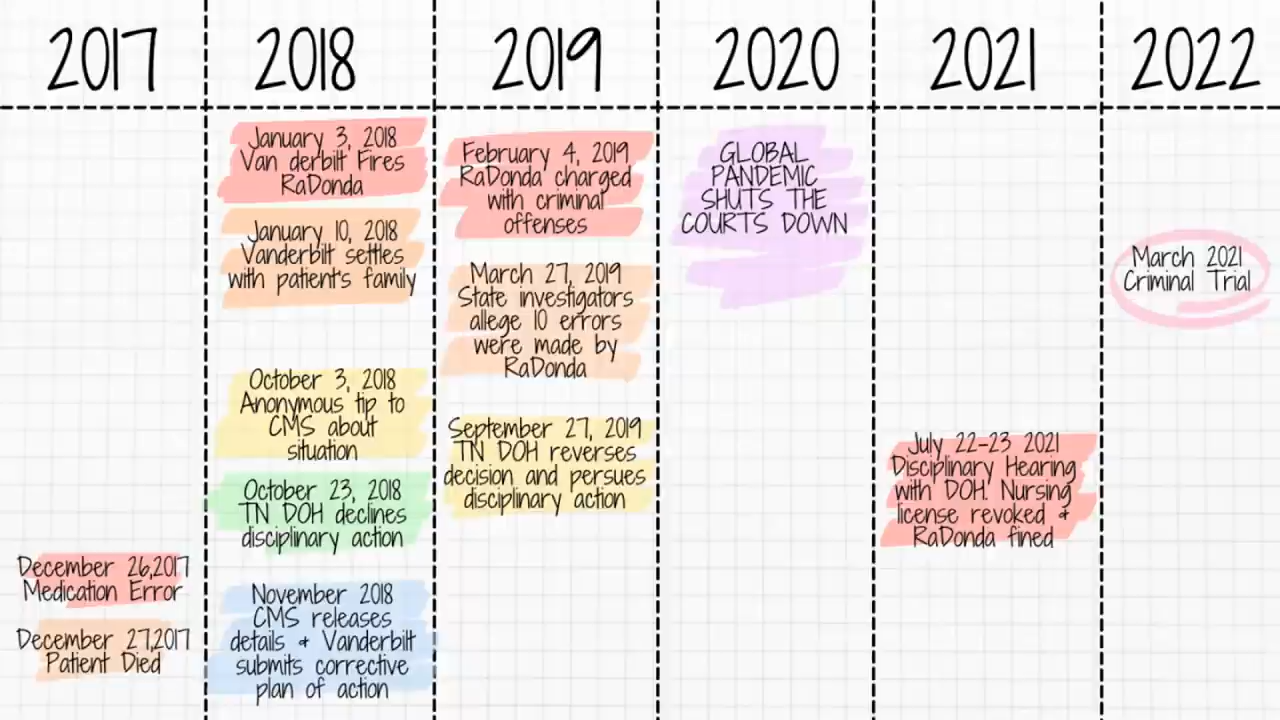 2017
2018
2019
2020
2021
2022
December 26,2017
Medication Error
December 27,2017
Patient Died
January 3, 2018
Van derbilt Fires
RaDonda
January 10, 2018
Vanderbilt settles
with patient's family
October 3, 2018
Anonymous tip to
CMS about
situation
October 23, 2018
TN DOH declines
disciplinary action
November 2018
CMS releases
details & Vanderbilt
submits corrective
plan of action
February 4, 2019
RaDonda charged
with criminal
offenses
March 27, 2019
State investigators
allege 10 errors
were made by
RaDonda
September 27, 2019
TN DOH reverses
decision and persues
disciplinary action
GLOBAL
PANDEMIC
SHUTS THE
COURTS DOWN
July 22-23 2021
Disciplinary Hearing
with DOH. Nursing
license revoked &
RaDonda fined
March 2021
Criminal Trial